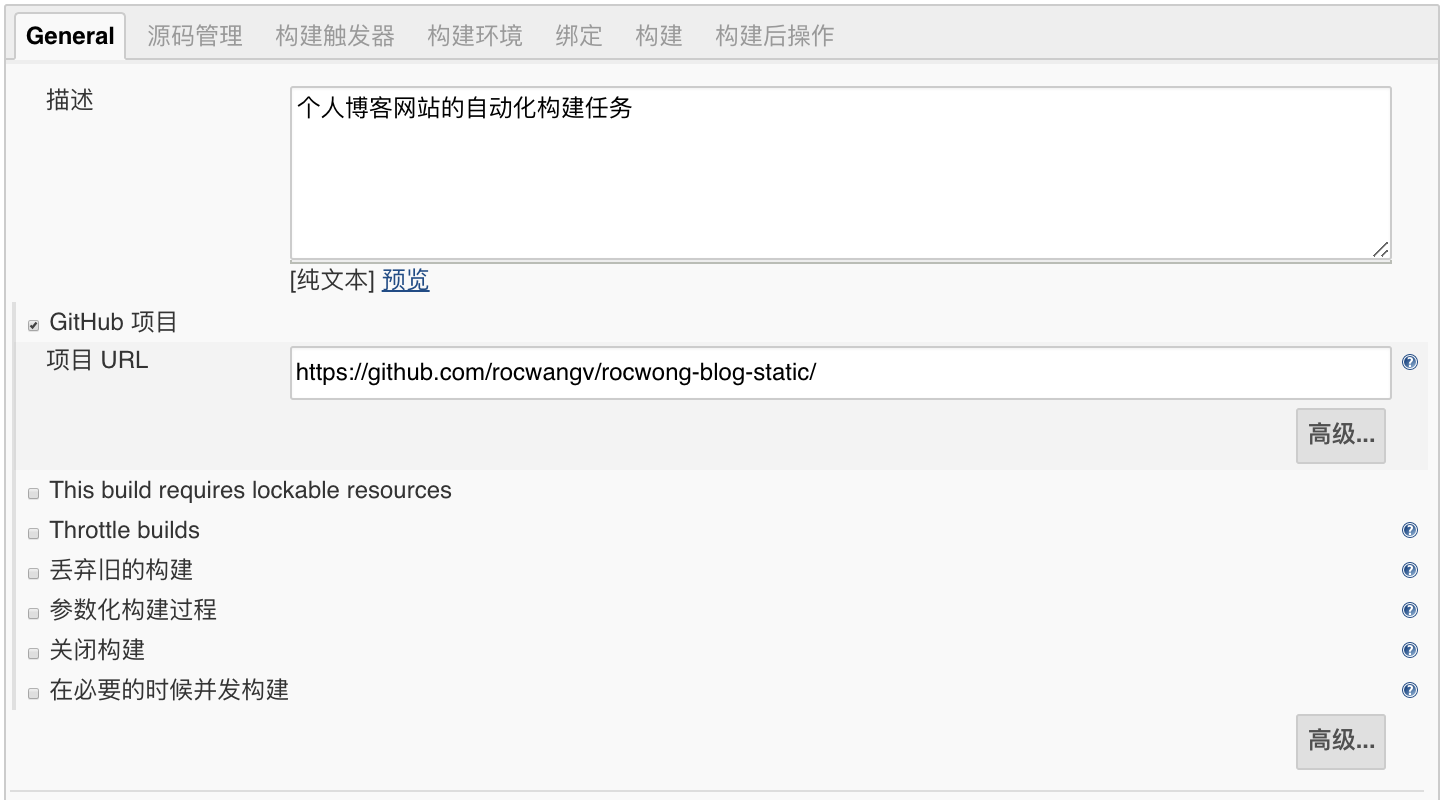 General 源码管理 构建触发器 构建环境 绑定 构建 构建后操作
描述
个人博客网站的自动化构建任务
[纯文本] 预览
GitHub 项目
项目 URL
https://github.com/rocwangv/rocwong-blog-static/
高级...
This build requires lockable resources
Throttle builds
丢弃旧的构建
参数化构建过程
关闭构建
在必要的时候并发构建
高级...